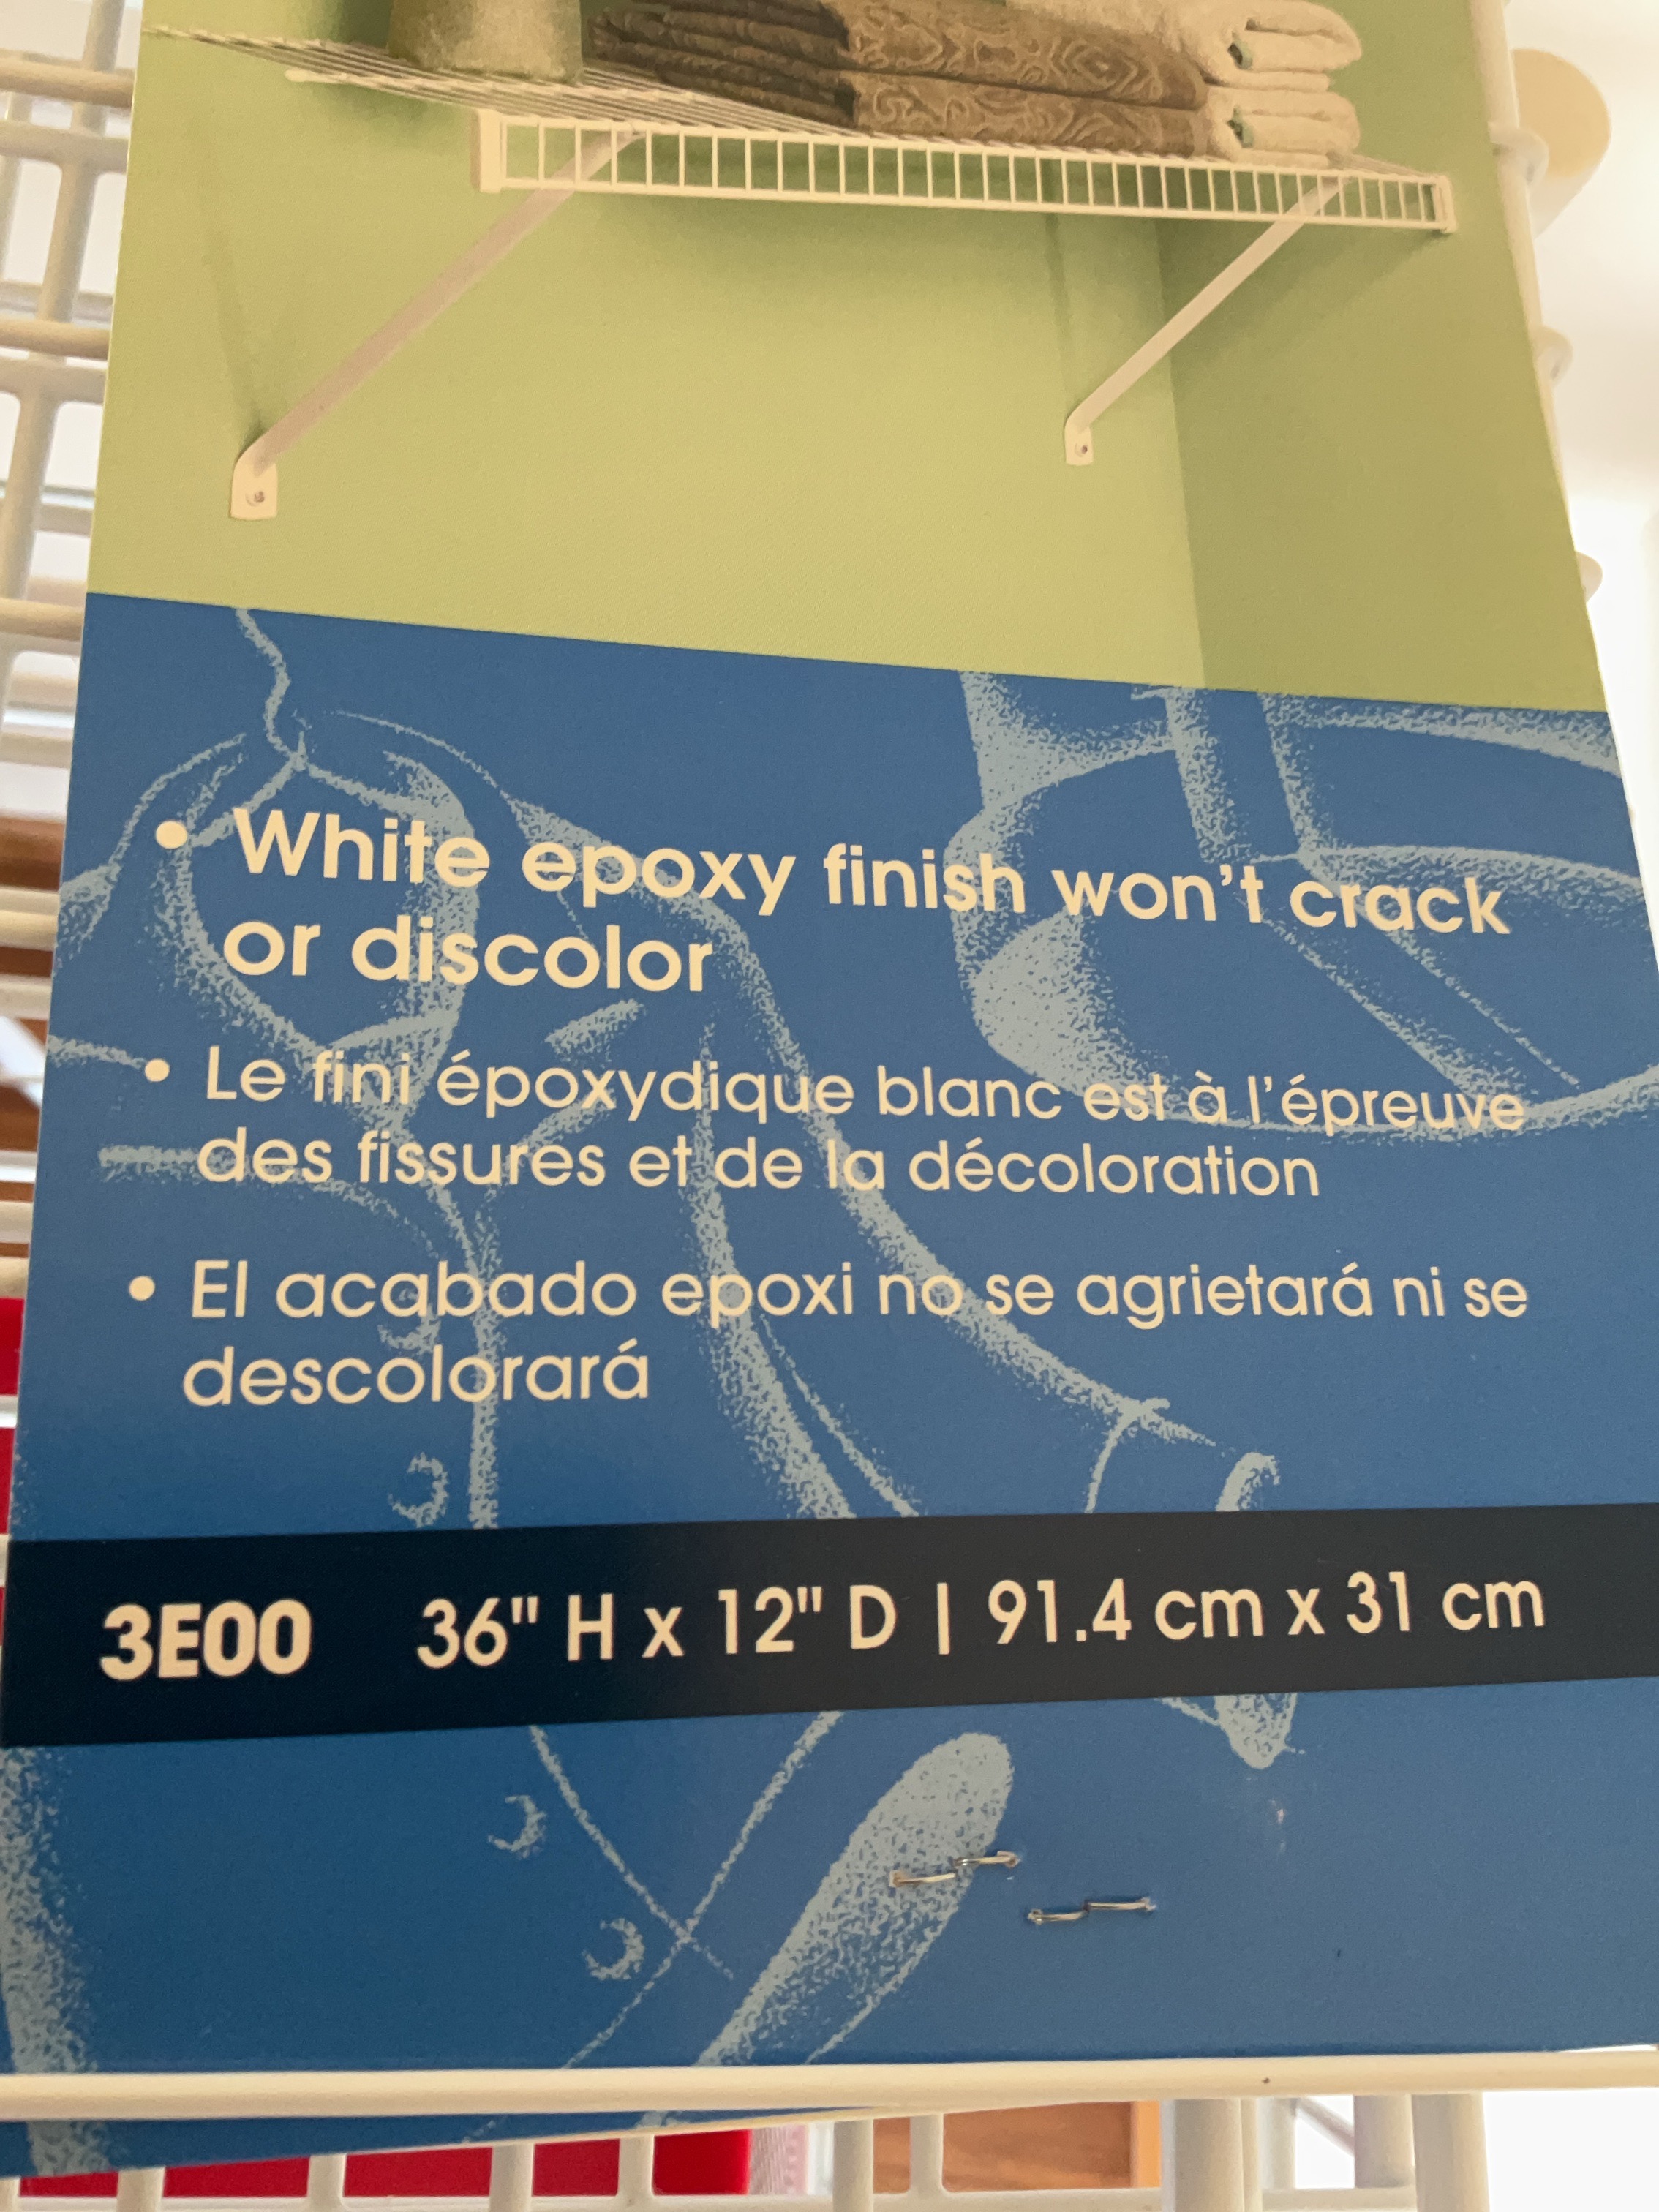 • White epoxy finish won't crack
or discolor
• Le fini époxydique blanc est à l'épreuve
des fissures et de la décoloration
• El acabado epoxi no se agrietará ni se
descolorará
3E00 36" H x 12" D | 91.4 cm x 31 cm